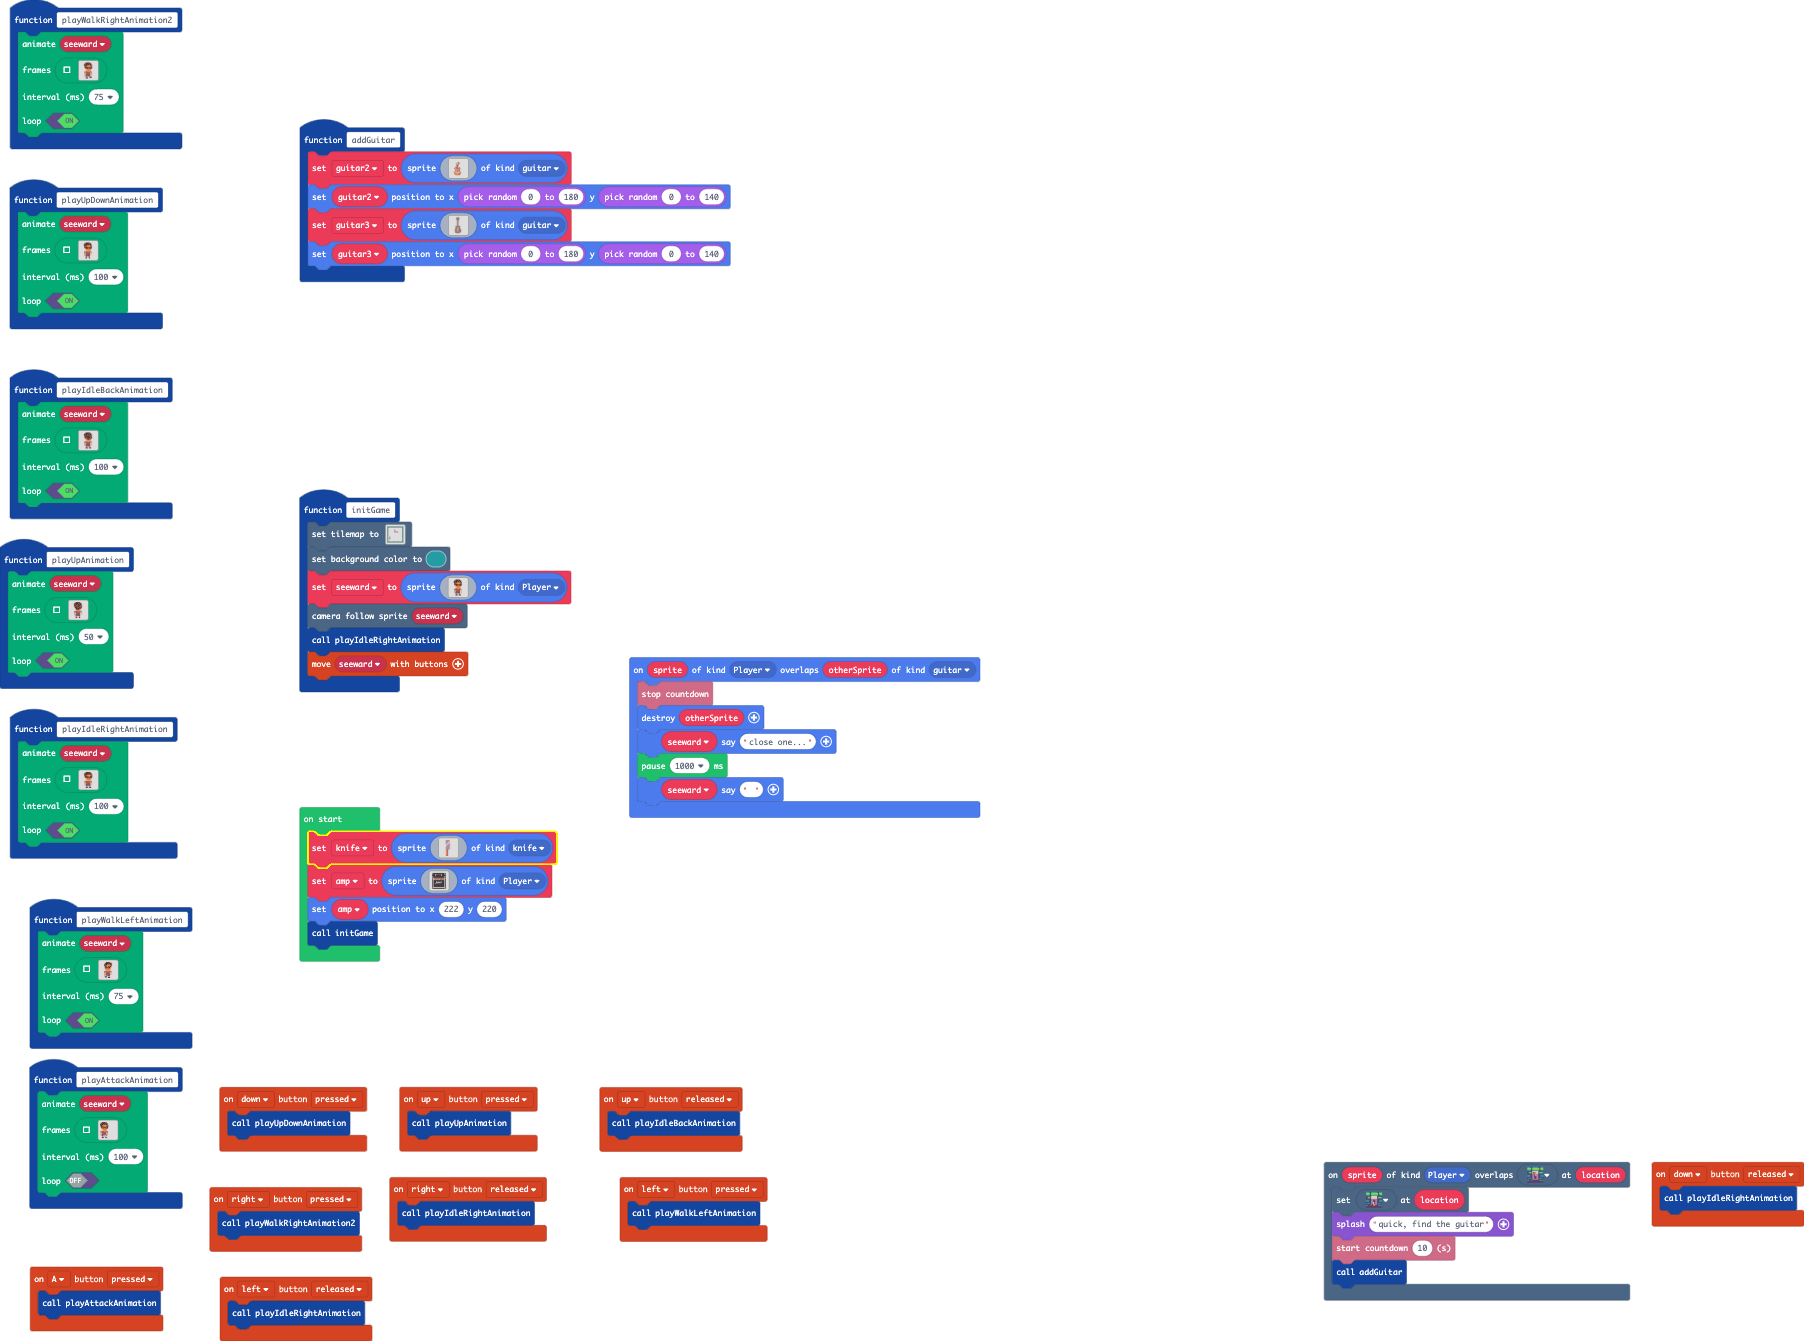 function playWalkRightAnimation2
animate seeward
frames
interval (ms) 75
loop ON
function playUpDownAnimation
animate seeward
frames
interval (ms) 100
loop ON
function playIdleBackAnimation
animate seeward
frames
interval (ms) 100
loop ON
function playUpAnimation
animate seeward
frames
interval (ms) 50
loop ON
function playIdleRightAnimation
animate seeward
frames
interval (ms) 100
loop ON
function playWalkLeftAnimation
animate seeward
frames
interval (ms) 75
loop ON
function playAttackAnimation
animate seeward
frames
interval (ms) 100
loop OFF
on A button pressed
call playAttackAnimation
function addGuitar
set guitar2 to sprite of kind guitar
set guitar2 position to x pick random 0 to 180 y pick random 0 to 140
set guitar3 to sprite of kind guitar
set guitar3 position to x pick random 0 to 180 y pick random 0 to 140
function initGame
set tilemap to
set background color to
set seeward to sprite of kind Player
camera follow sprite seeward
call playIdleRightAnimation
move seeward with buttons
on start
set knife to sprite of kind knife
set amp to sprite of kind Player
set amp position to x 222 y 220
call initGame
on sprite of kind Player overlaps otherSprite of kind guitar
stop countdown
destroy otherSprite
seeward say "close one..."
pause 1000 ms
seeward say " "
on down button pressed
call playUpDownAnimation
on up button pressed
call playUpAnimation
on up button released
call playIdleBackAnimation
on right button pressed
call playWalkRightAnimation2
on right button released
call playIdleRightAnimation
on left button pressed
call playWalkLeftAnimation
on left button released
call playIdleRightAnimation
on sprite of kind Player overlaps at location
set at location
splash "quick, find the guitar"
start countdown 10 (s)
call addGuitar
on down button released
call playIdleRightAnimation